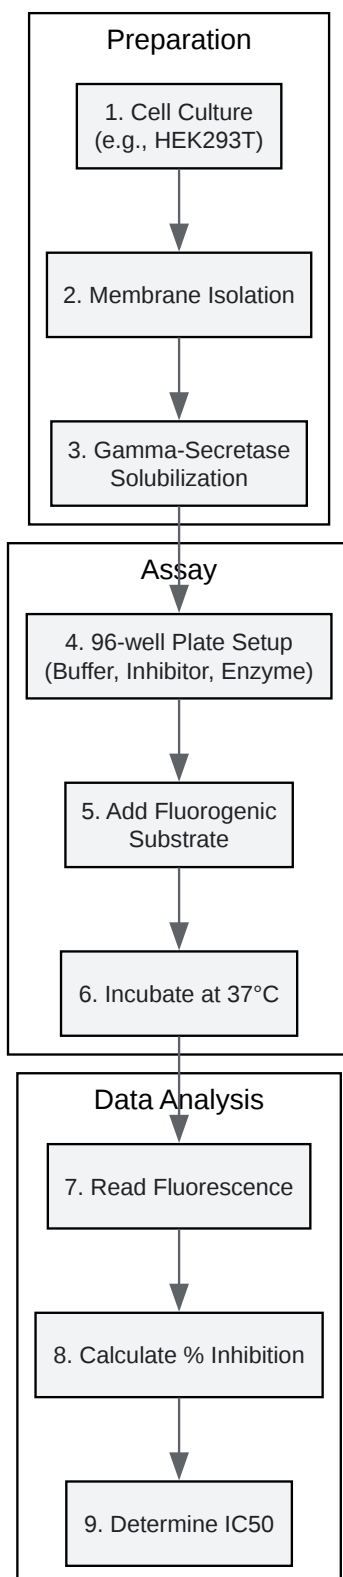 Preparation
1. Cell Culture
(e.g., HEK293T)
2. Membrane Isolation
3. Gamma-Secretase
Solubilization
Assay
4. 96-well Plate Setup
(Buffer, Inhibitor, Enzyme)
5. Add Fluorogenic
Substrate
6. Incubate at 37°C
Data Analysis
7. Read Fluorescence
8. Calculate % Inhibition
9. Determine IC50